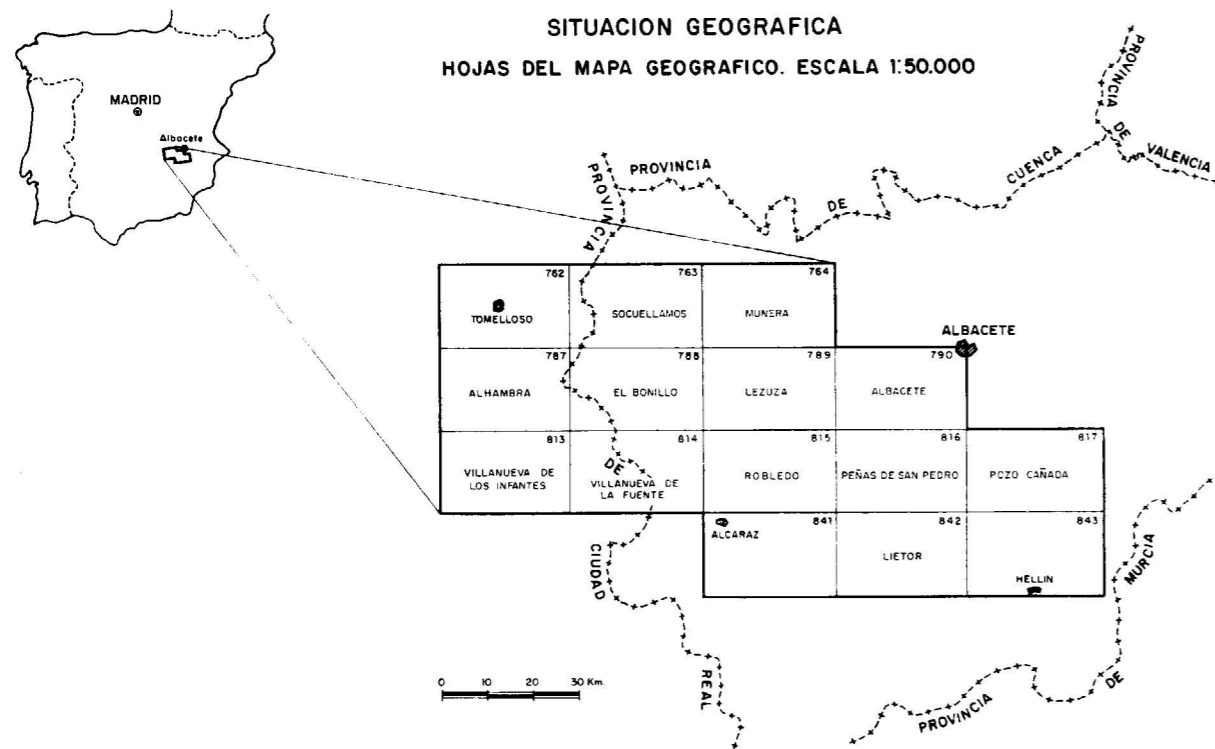 SITUACION GEOGRAFICA
HOJAS DEL MAPA GEOGRAFICO. ESCALA 1:50.000
MADRID
Albacete
PROVINCIA DE VALENCIA
PROVINCIA DE CUENCA
PROVINCIA DE CIUDAD REAL
762
763
764
TOMELLOSO
SOCUELLAMOS
MUNERA
ALBACETE
787
788
789
790
ALHAMBRA
EL BONILLO
LEZUZA
ALBACETE
813
814
815
816
817
VILLANUEVA DE
LOS INFANTES
VILLANUEVA DE
LA FUENTE
ROBLEDO
PEÑAS DE SAN PEDRO
POZO CAÑADA
841
842
843
ALCARAZ
LIETOR
HELLIN
PROVINCIA DE MURCIA
0 10 20 30 Km.